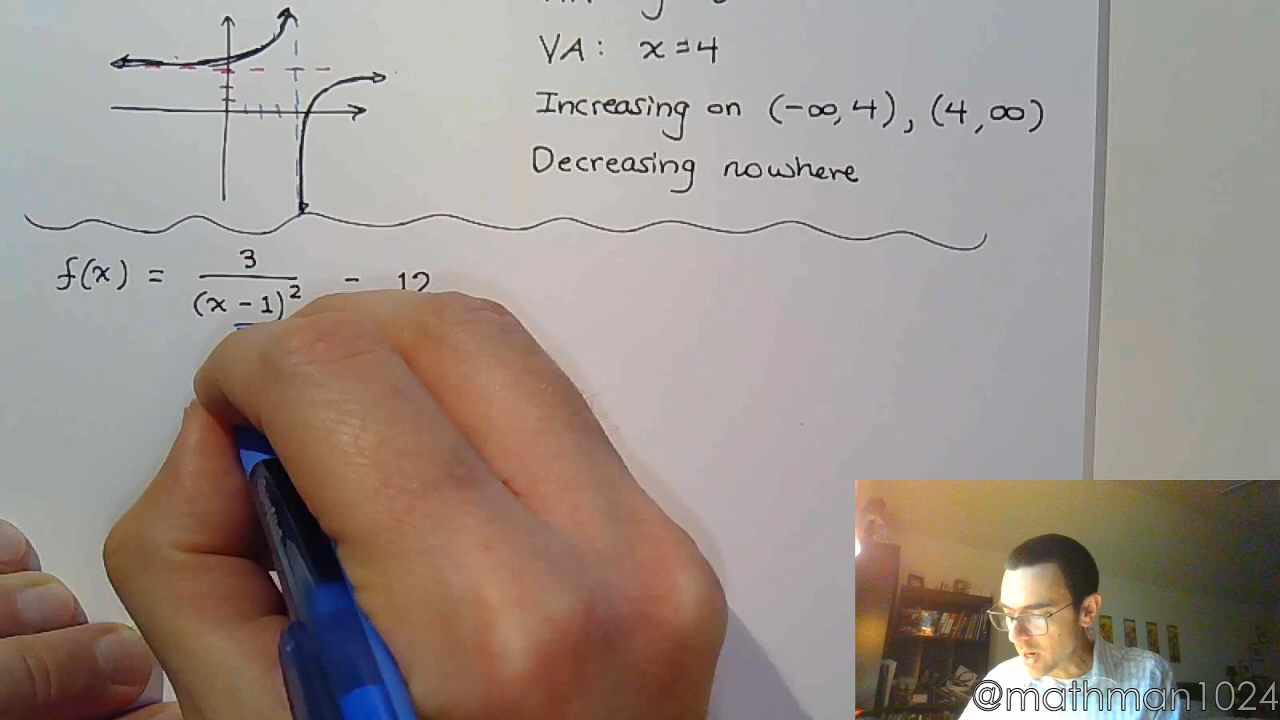 VA: x = 4
Increasing on (-∞, 4), (4, ∞)
Decreasing nowhere
f(x) = 3/(x - 1)² - 12
@mathman1024